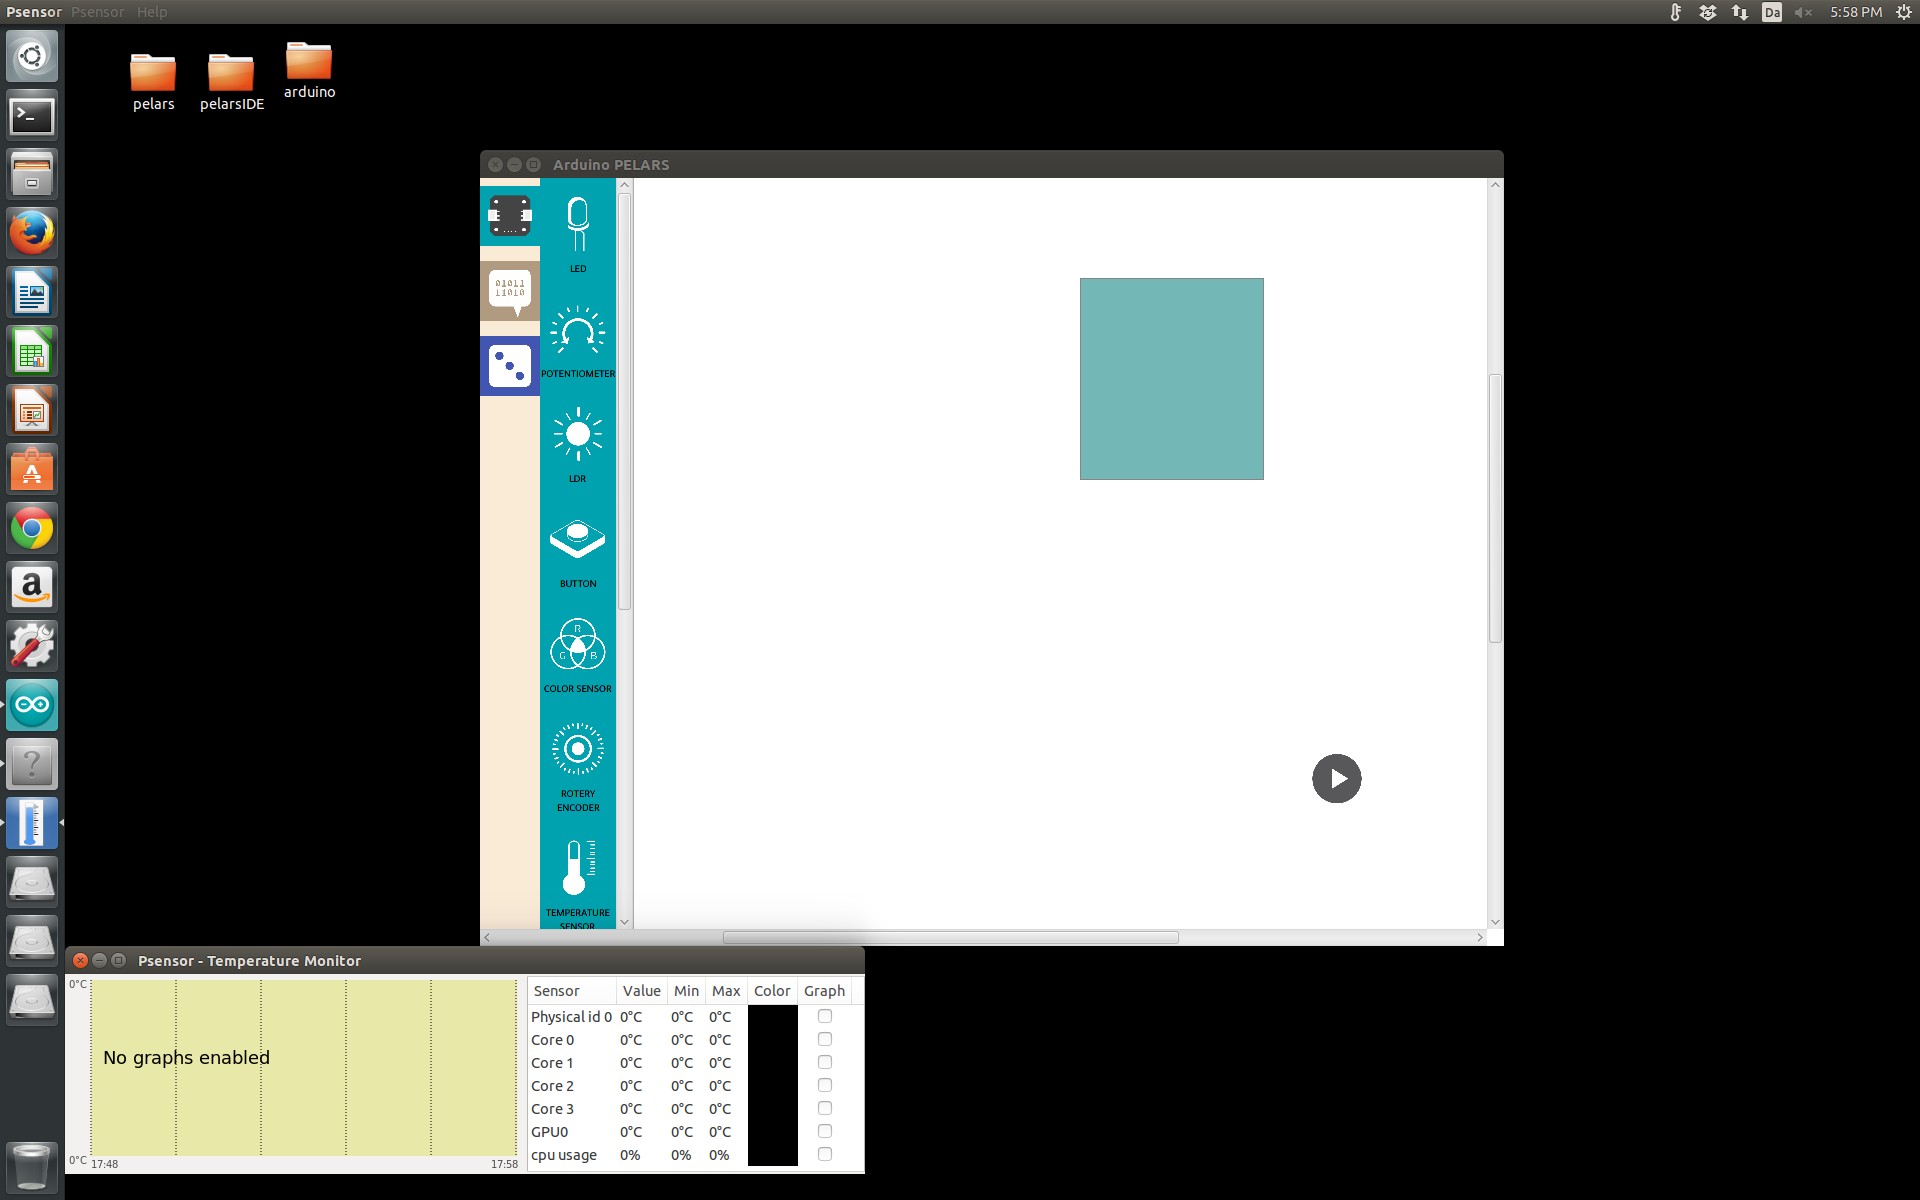 Psensor Psensor Help
Da 5:58 PM
pelars
pelarsIDE
arduino
Arduino PELARS
01011
11010
LED
POTENTIOMETER
LDR
BUTTON
R
G B
COLOR SENSOR
ROTERY
ENCODER
TEMPERATURE
SENSOR
Psensor - Temperature Monitor
0°C
No graphs enabled
0°C
17:48 17:58
Sensor Value Min Max Color Graph
Physical id 0 0°C 0°C 0°C
Core 0 0°C 0°C 0°C
Core 1 0°C 0°C 0°C
Core 2 0°C 0°C 0°C
Core 3 0°C 0°C 0°C
GPU0 0°C 0°C 0°C
cpu usage 0% 0% 0%